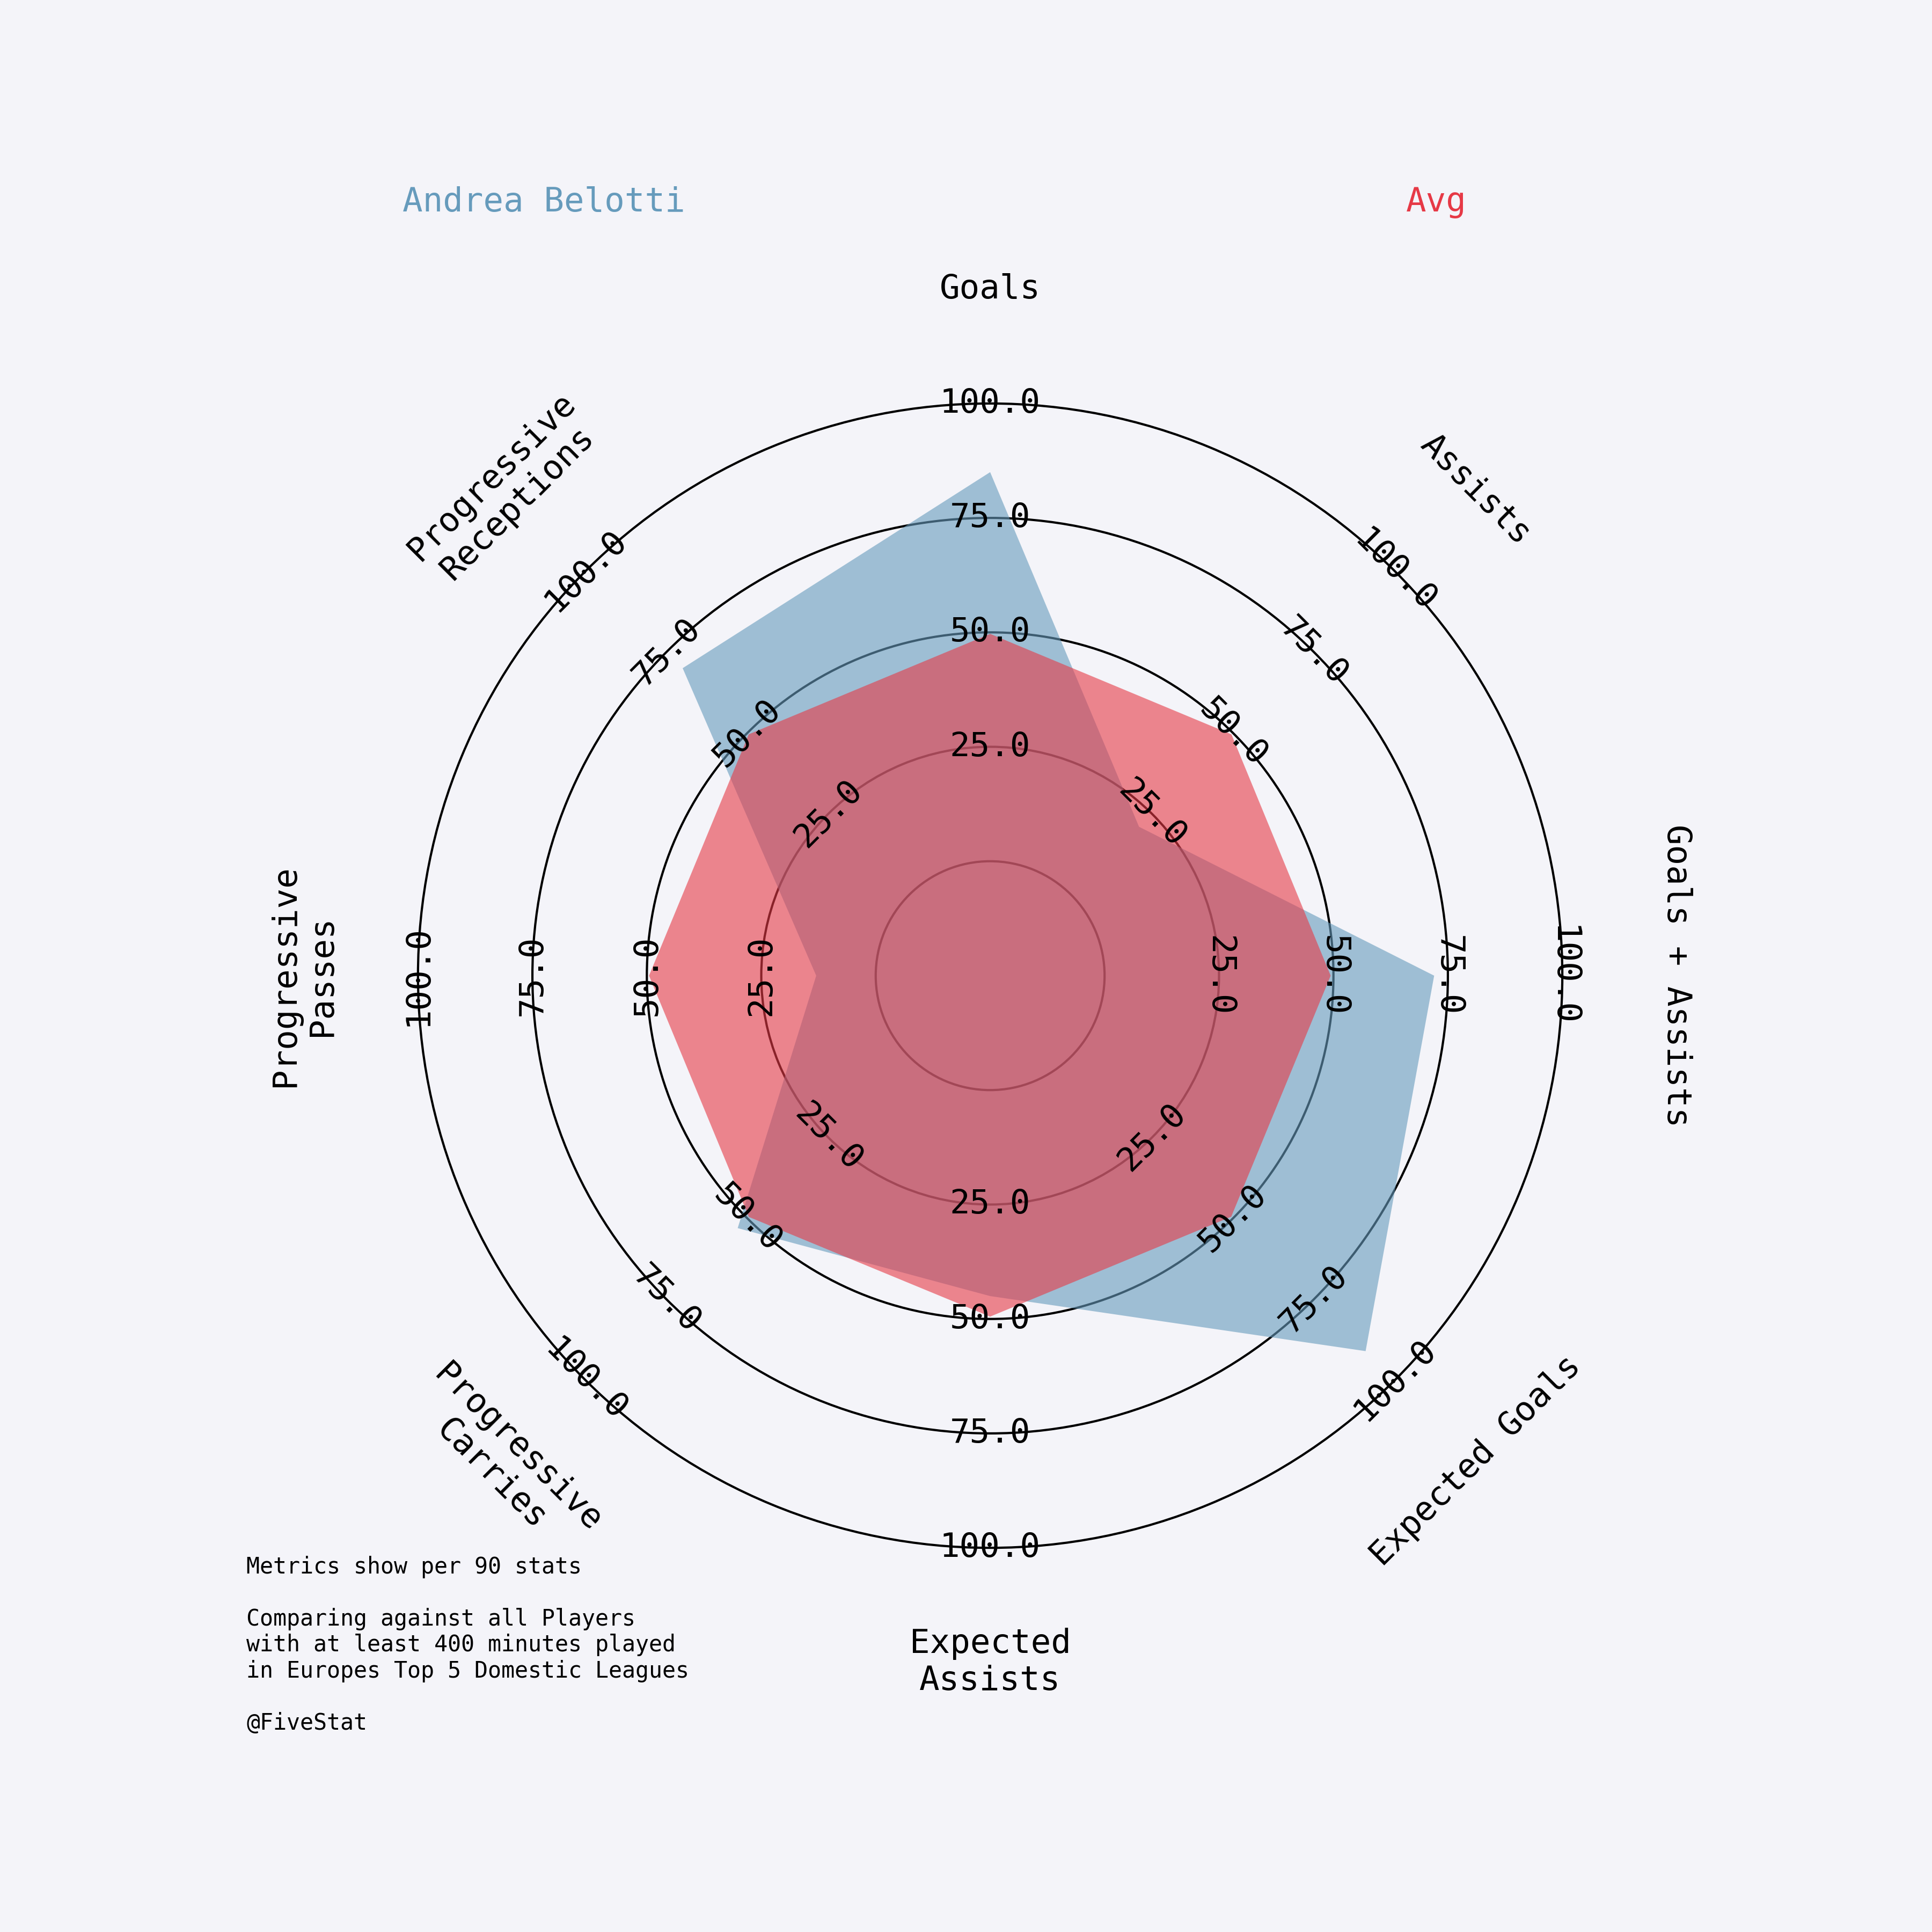 Andrea Belotti
Avg
Goals
Assists
Goals + Assists
Expected Goals
Expected
Assists
Progressive
Carries
Progressive
Passes
Progressive
Receptions
25.0
50.0
75.0
100.0
25.0
50.0
75.0
100.0
25.0
50.0
75.0
100.0
25.0
50.0
75.0
100.0
25.0
50.0
75.0
100.0
25.0
50.0
75.0
100.0
25.0
50.0
75.0
100.0
25.0
50.0
75.0
100.0
Metrics show per 90 stats
Comparing against all Players
with at least 400 minutes played
in Europes Top 5 Domestic Leagues
@FiveStat